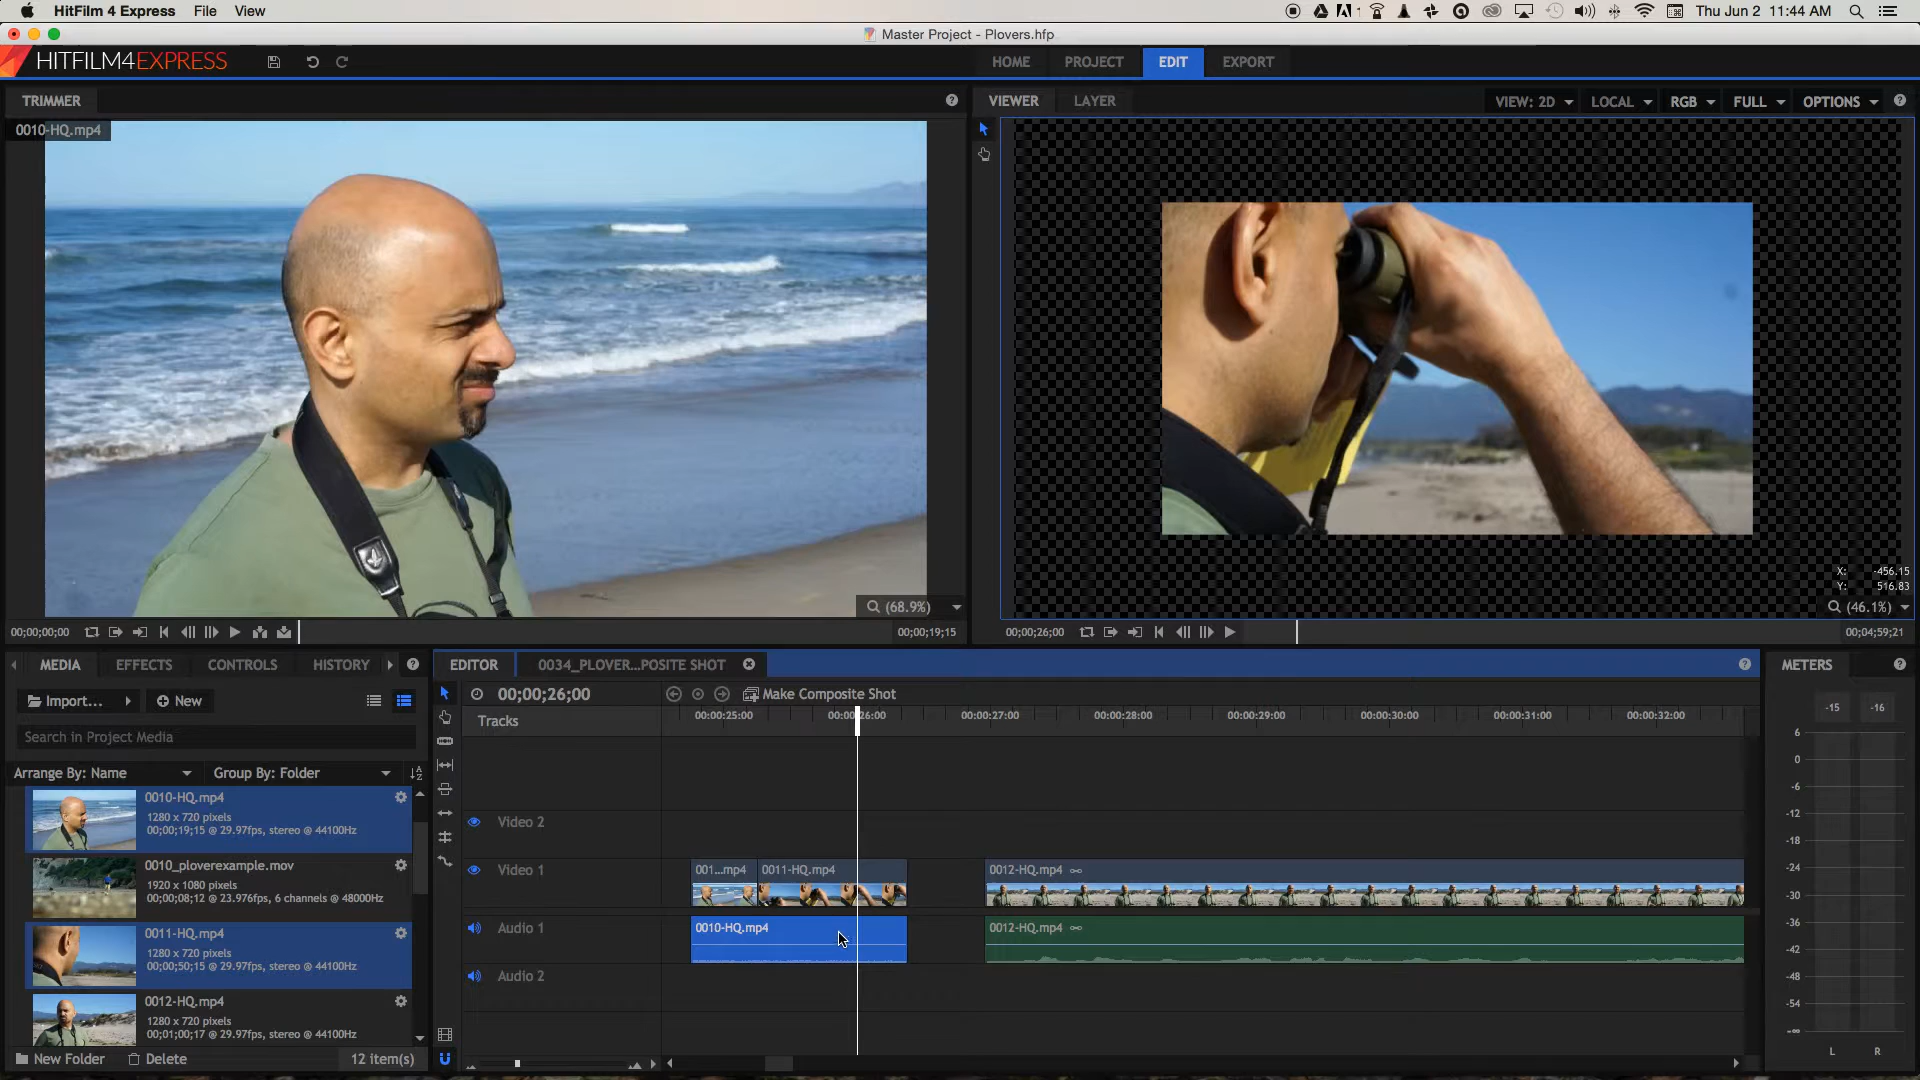 HitFilm 4 Express File View
1 Thu Jun 2 11:44 AM
Master Project - Plovers.hfp
HITFILM4EXPRESS
HOME PROJECT EDIT EXPORT
TRIMMER
VIEWER LAYER VIEW: 2D LOCAL RGB FULL OPTIONS
0010-HQ.mp4
X: -456.15
Y: 516.83
(68.9%)
(46.1%)
00;00;00;00
00;00;19;15
00;00;26;00
00;04;59;21
MEDIA EFFECTS CONTROLS HISTORY
EDITOR 0034_PLOVER...POSITE SHOT
METERS
Import... New
00;00;26;00
Make Composite Shot
-15 -16
Tracks
00:00:25:00 00:00:26:00 00:00:27:00 00:00:28:00 00:00:29:00 00:00:30:00 00:00:31:00 00:00:32:00
Search in Project Media
Arrange By: Name Group By: Folder
0010-HQ.mp4
1280 x 720 pixels
00;00;19;15 @ 29.97fps, stereo @ 44100Hz
0010_ploverexample.mov
1920 x 1080 pixels
00;00;08;12 @ 23.976fps, 6 channels @ 48000Hz
0011-HQ.mp4
1280 x 720 pixels
00;00;50;15 @ 29.97fps, stereo @ 44100Hz
0012-HQ.mp4
1280 x 720 pixels
00;01;00;17 @ 29.97fps, stereo @ 44100Hz
New Folder Delete 12 item(s)
Video 2
Video 1
001...mp4 0011-HQ.mp4 0012-HQ.mp4
Audio 1
0010-HQ.mp4 0012-HQ.mp4
Audio 2
6
0
-6
-12
-18
-24
-30
-36
-42
-48
-54
-∞
L R